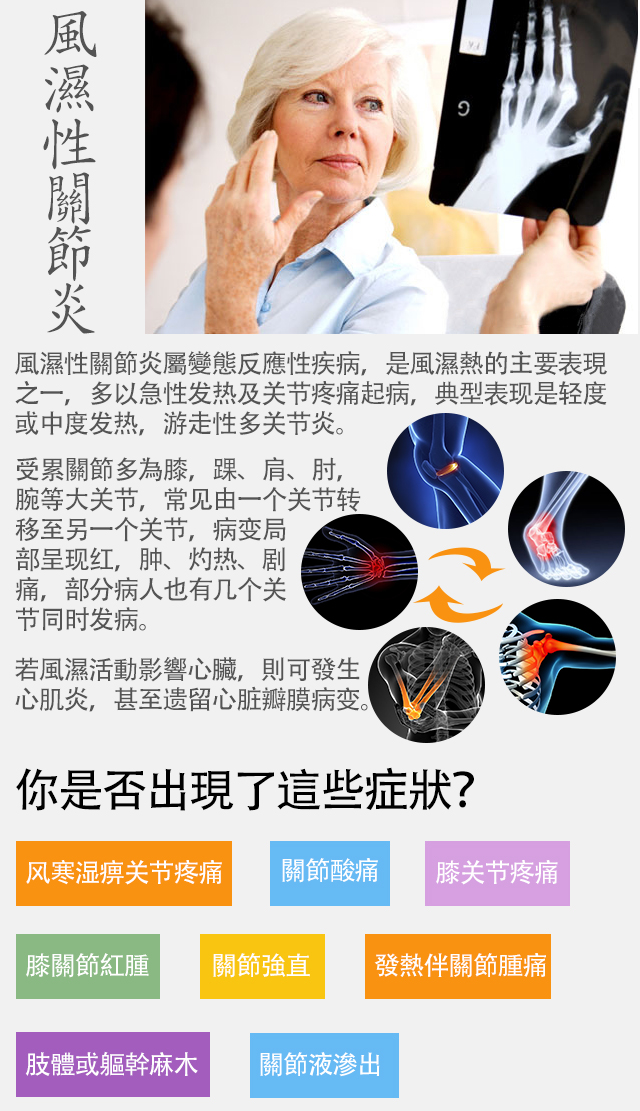 風濕性關節炎
風濕性關節炎屬變態反應性疾病，是風濕熱的主要表現
之一，多以急性发热及关节疼痛起病，典型表现是轻度
或中度发热，游走性多关节炎。
受累關節多為膝，踝、肩、肘，
腕等大关节，常见由一个关节转
移至另一个关节，病变局
部呈现红，肿、灼热、剧
痛，部分病人也有几个关
节同时发病。
若風濕活動影響心臟，則可發生
心肌炎，甚至遗留心脏瓣膜病变。
你是否出現了這些症狀?
风寒湿痹关节疼痛
關節酸痛
膝关节疼痛
膝關節紅腫
關節強直
發熱伴關節腫痛
肢體或軀幹麻木
關節液滲出